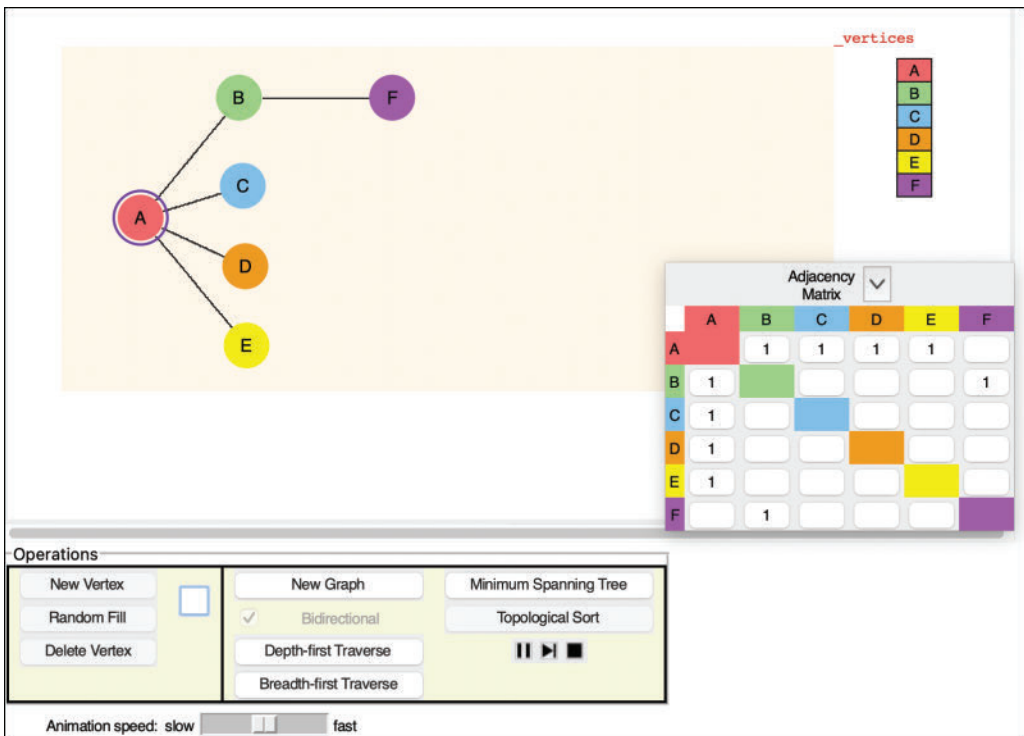 _vertices
A
B
C
D
E
F
B F
C
A
D
E
Adjacency
Matrix
A B C D E F
A 1 1 1 1
B 1 1
C 1
D 1
E 1
F 1
Operations
New Vertex New Graph Minimum Spanning Tree
Random Fill Bidirectional Topological Sort
Delete Vertex Depth-first Traverse
Breadth-first Traverse
Animation speed: slow fast